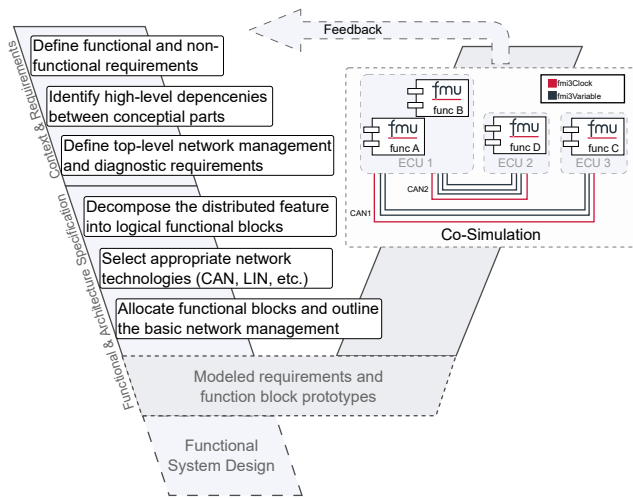 Feedback
Context & Requirements
Define functional and non-
functional requirements
Identify high-level depencenies
between conceptial parts
Define top-level network management
and diagnostic requirements
Functional & Architecture Specification
Decompose the distributed feature
into logical functional blocks
Select appropriate network
technologies (CAN, LIN, etc.)
Allocate functional blocks and outline
the basic network management
fmi3Clock
fmi3Variable
fmu
func B
fmu
func A
ECU 1
fmu
func D
ECU 2
fmu
func C
ECU 3
CAN2
CAN1
Co-Simulation
Modeled requirements and
function block prototypes
Functional
System Design